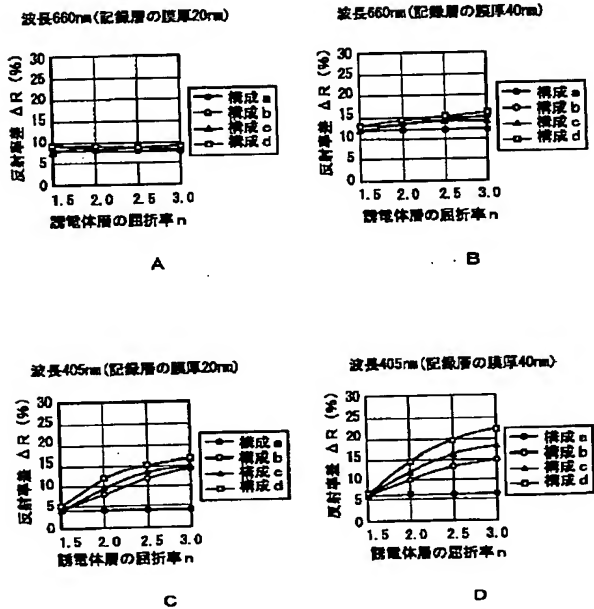 波長660nm(記録層の膜厚20nm)
反射率差 ΔR (%)
30
25
20
15
10
5
0
1.5 2.0 2.5 3.0
誘電体層の屈折率n
構成a
構成b
構成c
構成d
A
波長660nm(記録層の膜厚40nm)
反射率差 ΔR (%)
30
25
20
15
10
5
0
1.5 2.0 2.5 3.0
誘電体層の屈折率n
構成a
構成b
構成c
構成d
B
波長405nm(記録層の膜厚20nm)
反射率差 ΔR (%)
30
25
20
15
10
5
0
1.5 2.0 2.5 3.0
誘電体層の屈折率n
構成a
構成b
構成c
構成d
C
波長405nm(記録層の膜厚40nm)
反射率差 ΔR (%)
30
25
20
15
10
5
0
1.5 2.0 2.5 3.0
誘電体層の屈折率n
構成a
構成b
構成c
構成d
D